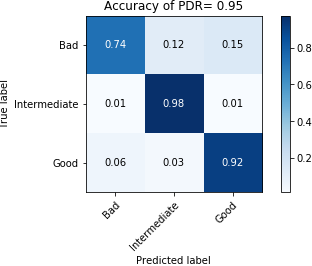 Accuracy of PDR= 0.95
True label
Bad 0.74 0.12 0.15
Intermediate 0.01 0.98 0.01
Good 0.06 0.03 0.92
Bad Intermediate Good
Predicted label
0.8
0.6
0.4
0.2